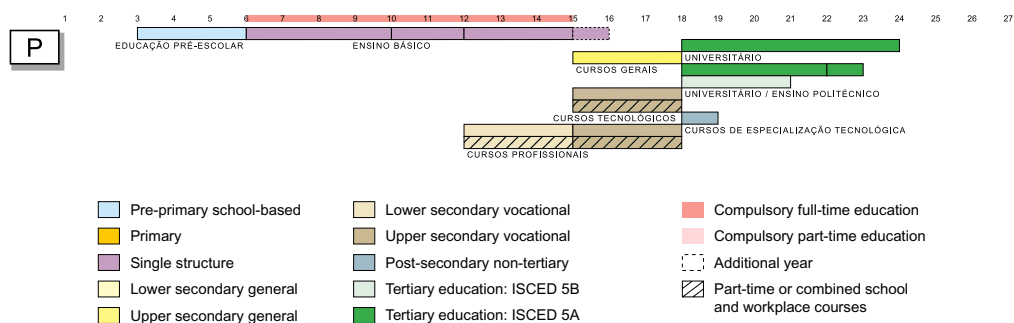 1 2 3 4 5 6 7 8 9 10 11 12 13 14 15 16 17 18 19 20 21 22 23 24 25 26 27
P
EDUCAÇÃO PRÉ-ESCOLAR
ENSINO BÁSICO
UNIVERSITÁRIO
CURSOS GERAIS
UNIVERSITÁRIO / ENSINO POLITÉCNICO
CURSOS TECNOLÓGICOS
CURSOS DE ESPECIALIZAÇÃO TECNOLÓGICA
CURSOS PROFISSIONAIS
Pre-primary school-based
Primary
Single structure
Lower secondary general
Upper secondary general
Lower secondary vocational
Upper secondary vocational
Post-secondary non-tertiary
Tertiary education: ISCED 5B
Tertiary education: ISCED 5A
Compulsory full-time education
Compulsory part-time education
Additional year
Part-time or combined school
and workplace courses